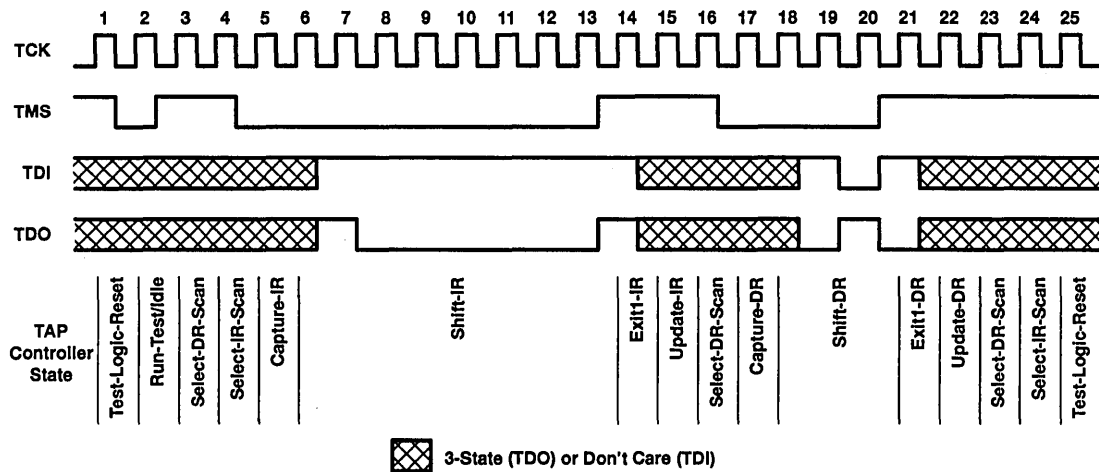 1 2 3 4 5 6 7 8 9 10 11 12 13 14 15 16 17 18 19 20 21 22 23 24 25
TCK
TMS
TDI
TDO
TAP
Controller
State
Test-Logic-Reset
Run-Test/Idle
Select-DR-Scan
Select-IR-Scan
Capture-IR
Shift-IR
Exit1-IR
Update-IR
Select-DR-Scan
Capture-DR
Shift-DR
Exit1-DR
Update-DR
Select-DR-Scan
Select-IR-Scan
Test-Logic-Reset
3-State (TDO) or Don't Care (TDI)